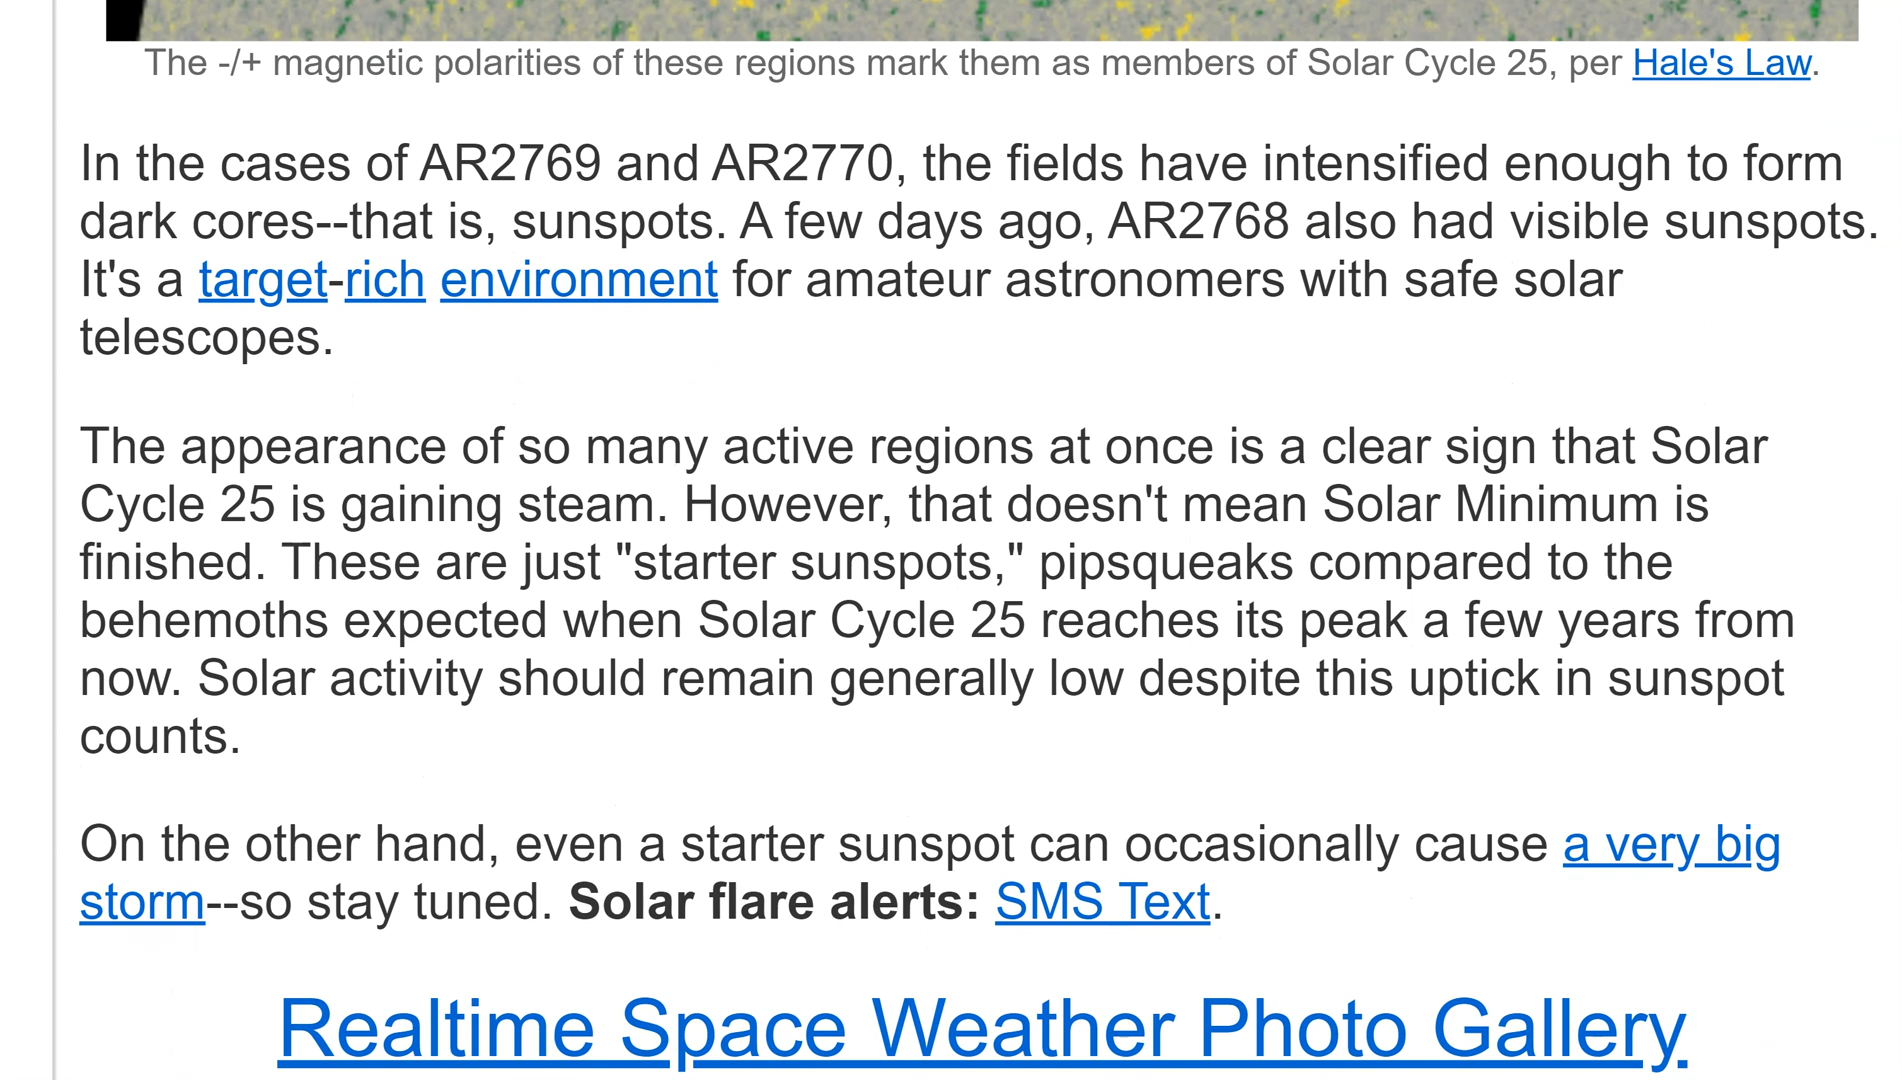 The -/+ magnetic polarities of these regions mark them as members of Solar Cycle 25, per Hale's Law.
In the cases of AR2769 and AR2770, the fields have intensified enough to form
dark cores--that is, sunspots. A few days ago, AR2768 also had visible sunspots.
It's a target-rich environment for amateur astronomers with safe solar
telescopes.
The appearance of so many active regions at once is a clear sign that Solar
Cycle 25 is gaining steam. However, that doesn't mean Solar Minimum is
finished. These are just "starter sunspots," pipsqueaks compared to the
behemoths expected when Solar Cycle 25 reaches its peak a few years from
now. Solar activity should remain generally low despite this uptick in sunspot
counts.
On the other hand, even a starter sunspot can occasionally cause a very big
storm--so stay tuned. Solar flare alerts: SMS Text.
Realtime Space Weather Photo Gallery